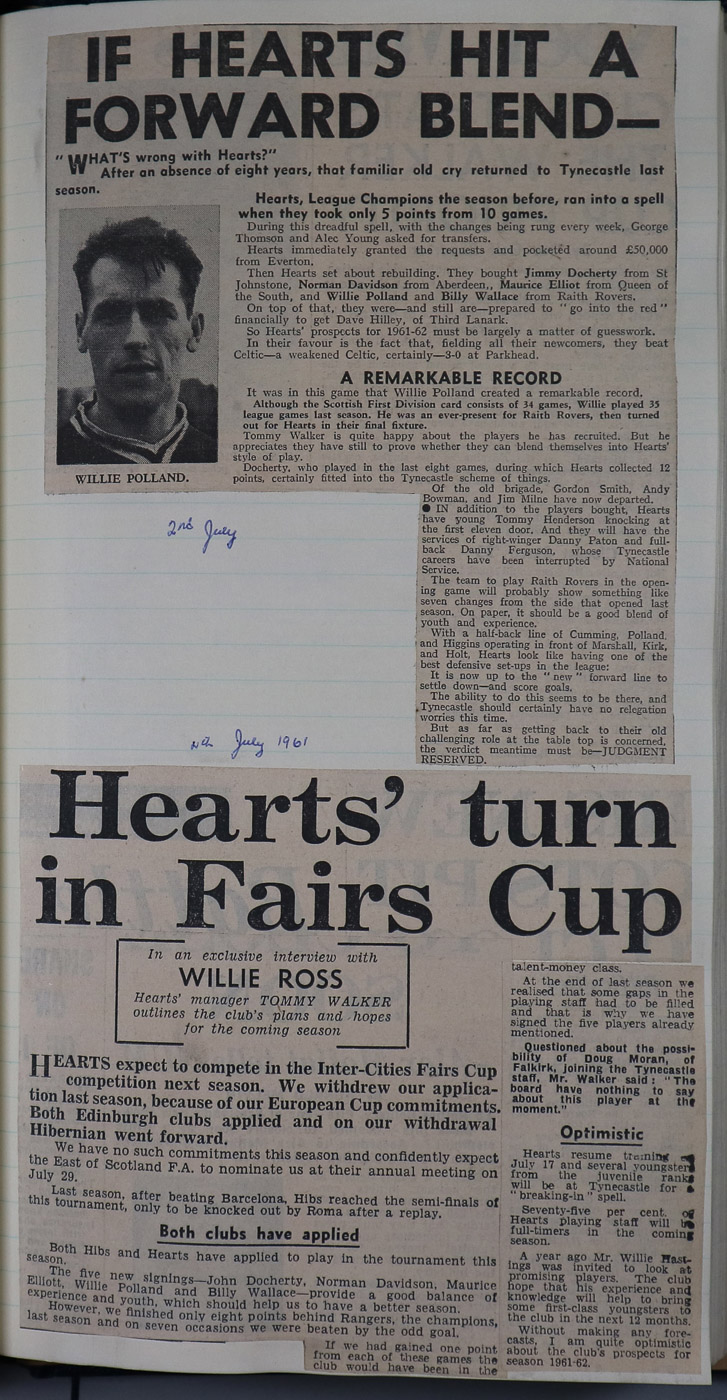 IF HEARTS HIT A
FORWARD BLEND—
"WHAT'S wrong with Hearts?"
After an absence of eight years, that familiar old cry returned to Tynecastle last
season.
Hearts, League Champions the season before, ran into a spell
when they took only 5 points from 10 games.
During this dreadful spell, with the changes being rung every week, George
Thomson and Alec Young asked for transfers.
Hearts immediately granted the requests and pocketed around £50,000
from Everton.
Then Hearts set about rebuilding. They bought Jimmy Docherty from St
Johnstone, Norman Davidson from Aberdeen,, Maurice Elliot from Queen of
the South, and Willie Polland and Billy Wallace from Raith Rovers.
On top of that, they were—and still are—prepared to "go into the red"
financially to get Dave Hilley, of Third Lanark.
So Hearts' prospects for 1961-62 must be largely a matter of guesswork.
In their favour is the fact that, fielding all their newcomers, they beat
Celtic—a weakened Celtic, certainly—3-0 at Parkhead.
A REMARKABLE RECORD
It was in this game that Willie Polland created a remarkable record.
Although the Scottish First Division card consists of 34 games, Willie played 35
league games last season. He was an ever-present for Raith Rovers, then turned
out for Hearts in their final fixture.
Tommy Walker is quite happy about the players he has recruited. But he
appreciates they have still to prove whether they can blend themselves into Hearts'
style of play.
Docherty, who played in the last eight games, during which Hearts collected 12
points, certainly fitted into the Tynecastle scheme of things.
WILLIE POLLAND.
Of the old brigade, Gordon Smith, Andy
Bowman, and Jim Milne have now departed.
● IN addition to the players bought, Hearts
have young Tommy Henderson knocking at
the first eleven door. And they will have the
services of right-winger Danny Paton and full-
back Danny Ferguson, whose Tynecastle
careers have been interrupted by National
Service.
The team to play Raith Rovers in the open-
ing game will probably show something like
seven changes from the side that opened last
season. On paper, it should be a good blend of
youth and experience.
With a half-back line of Cumming, Polland,
and Higgins operating in front of Marshall, Kirk,
and Holt, Hearts look like having one of the
best defensive set-ups in the league:
It is now up to the "new" forward line to
settle down—and score goals.
The ability to do this seems to be there, and
Tynecastle should certainly have no relegation
worries this time.
But as far as getting back to their old
challenging role at the table top is concerned,
the verdict meantime must be—JUDGMENT
RESERVED.
2nd July
July 1961
Hearts' turn
in Fairs Cup
In an exclusive interview with
WILLIE ROSS
Hearts' manager TOMMY WALKER
outlines the club's plans and hopes
for the coming season
HEARTS expect to compete in the Inter-Cities Fairs Cup
competition next season. We withdrew our applica-
tion last season, because of our European Cup commitments.
Both Edinburgh clubs applied and on our withdrawal
Hibernian went forward.
We have no such commitments this season and confidently expect
the East of Scotland F.A. to nominate us at their annual meeting on
July 29.
Last season, after beating Barcelona, Hibs reached the semi-finals of
this tournament, only to be knocked out by Roma after a replay.
Both clubs have applied
Both Hibs and Hearts have applied to play in the tournament this
season.
The five new signings—John Docherty, Norman Davidson, Maurice
Elliott, Willie Polland and Billy Wallace—provide a good balance of
experience and youth, which should help us to have a better season.
However, we finished only eight points behind Rangers, the champions,
last season and on seven occasions we were beaten by the odd goal.
If we had gained one point
from each of these games the
club would have been in the
talent-money class.
At the end of last season we
realised that some gaps in the
playing staff had to be filled
and that is why we have
signed the five players already
mentioned.
Questioned about the possi-
bility of Doug Moran, of
Falkirk, joining the Tynecastle
staff, Mr. Walker said: "The
board have nothing to say
about this player at the
moment."
Optimistic
Hearts resume training on
July 17 and several youngsters
from the juvenile ranks
will be at Tynecastle for a
"breaking-in" spell.
Seventy-five per cent. of
Hearts playing staff will be
full-timers in the coming
season.
A year ago Mr. Willie Hast-
ings was invited to look at
promising players. The club
hope that his experience and
knowledge will help to bring
some first-class youngsters to
the club in the next 12 months.
Without making any fore-
casts, I am quite optimistic
about the club's prospects for
season 1961-62.